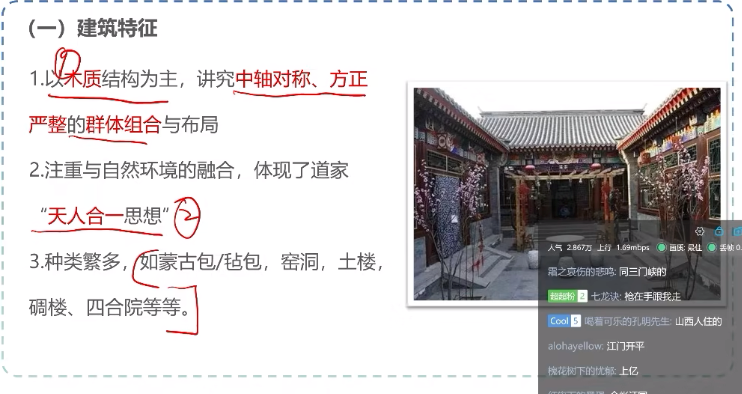 （一）建筑特征
1.以木质结构为主，讲究中轴对称、方正
严整的群体组合与布局
2.注重与自然环境的融合，体现了道家
“天人合一思想”
3.种类繁多，如蒙古包/毡包，窑洞，土楼，
碉楼、四合院等等。
2
人气 2.867万 上行 1.69mbps 画质: 最佳 丢帧 0.
霜之哀伤的悲鸣: 同三门峡的
超超粉 2 七龙诀: 枪在手跟我走
Cool 5 喝着可乐的孔明先生: 山西人住的
alohayellow: 江门开平
槐花树下的忧郁: 上亿